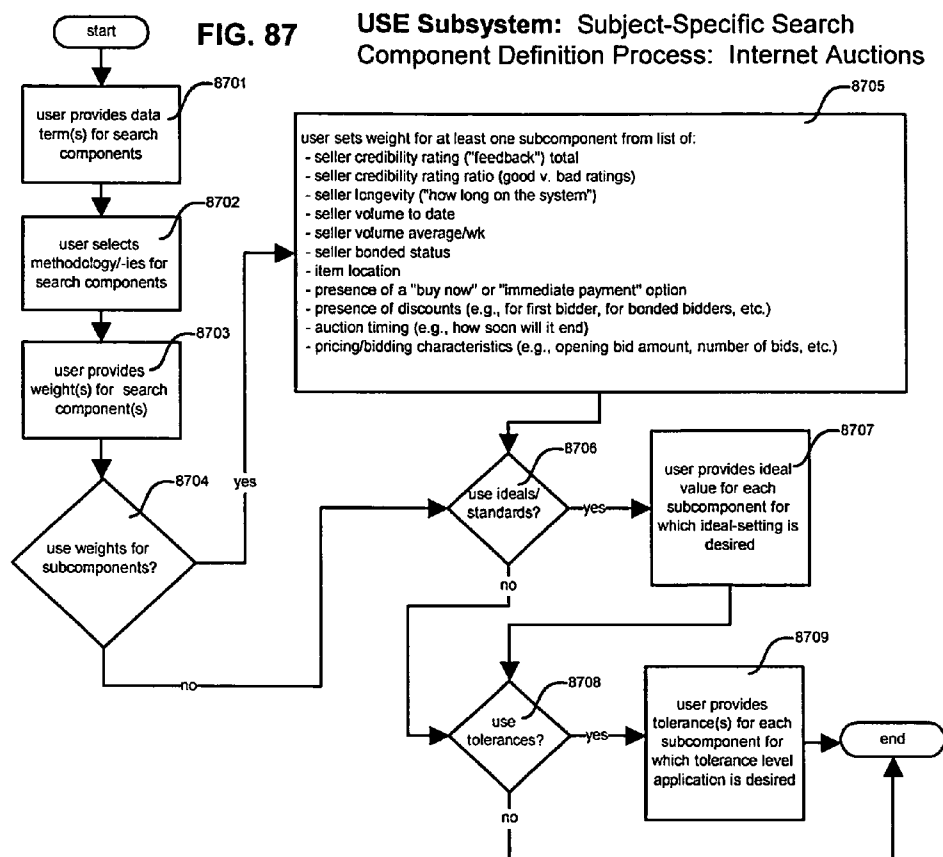 start
FIG. 87
USE Subsystem: Subject-Specific Search
Component Definition Process: Internet Auctions
8701
user provides data
term(s) for search
components
8702
user selects
methodology/-ies for
search components
8703
user provides
weight(s) for search
component(s)
8704
use weights for
subcomponents?
yes
no
8705
user sets weight for at least one subcomponent from list of:
- seller credibility rating ("feedback") total
- seller credibility rating ratio (good v. bad ratings)
- seller longevity ("how long on the system")
- seller volume to date
- seller volume average/wk
- seller bonded status
- item location
- presence of a "buy now" or "immediate payment" option
- presence of discounts (e.g., for first bidder, for bonded bidders, etc.)
- auction timing (e.g., how soon will it end)
- pricing/bidding characteristics (e.g., opening bid amount, number of bids, etc.)
8706
use ideals/
standards?
yes
no
8707
user provides ideal
value for each
subcomponent for
which ideal-setting is
desired
8708
use
tolerances?
yes
no
8709
user provides
tolerance(s) for each
subcomponent for
which tolerance level
application is desired
end